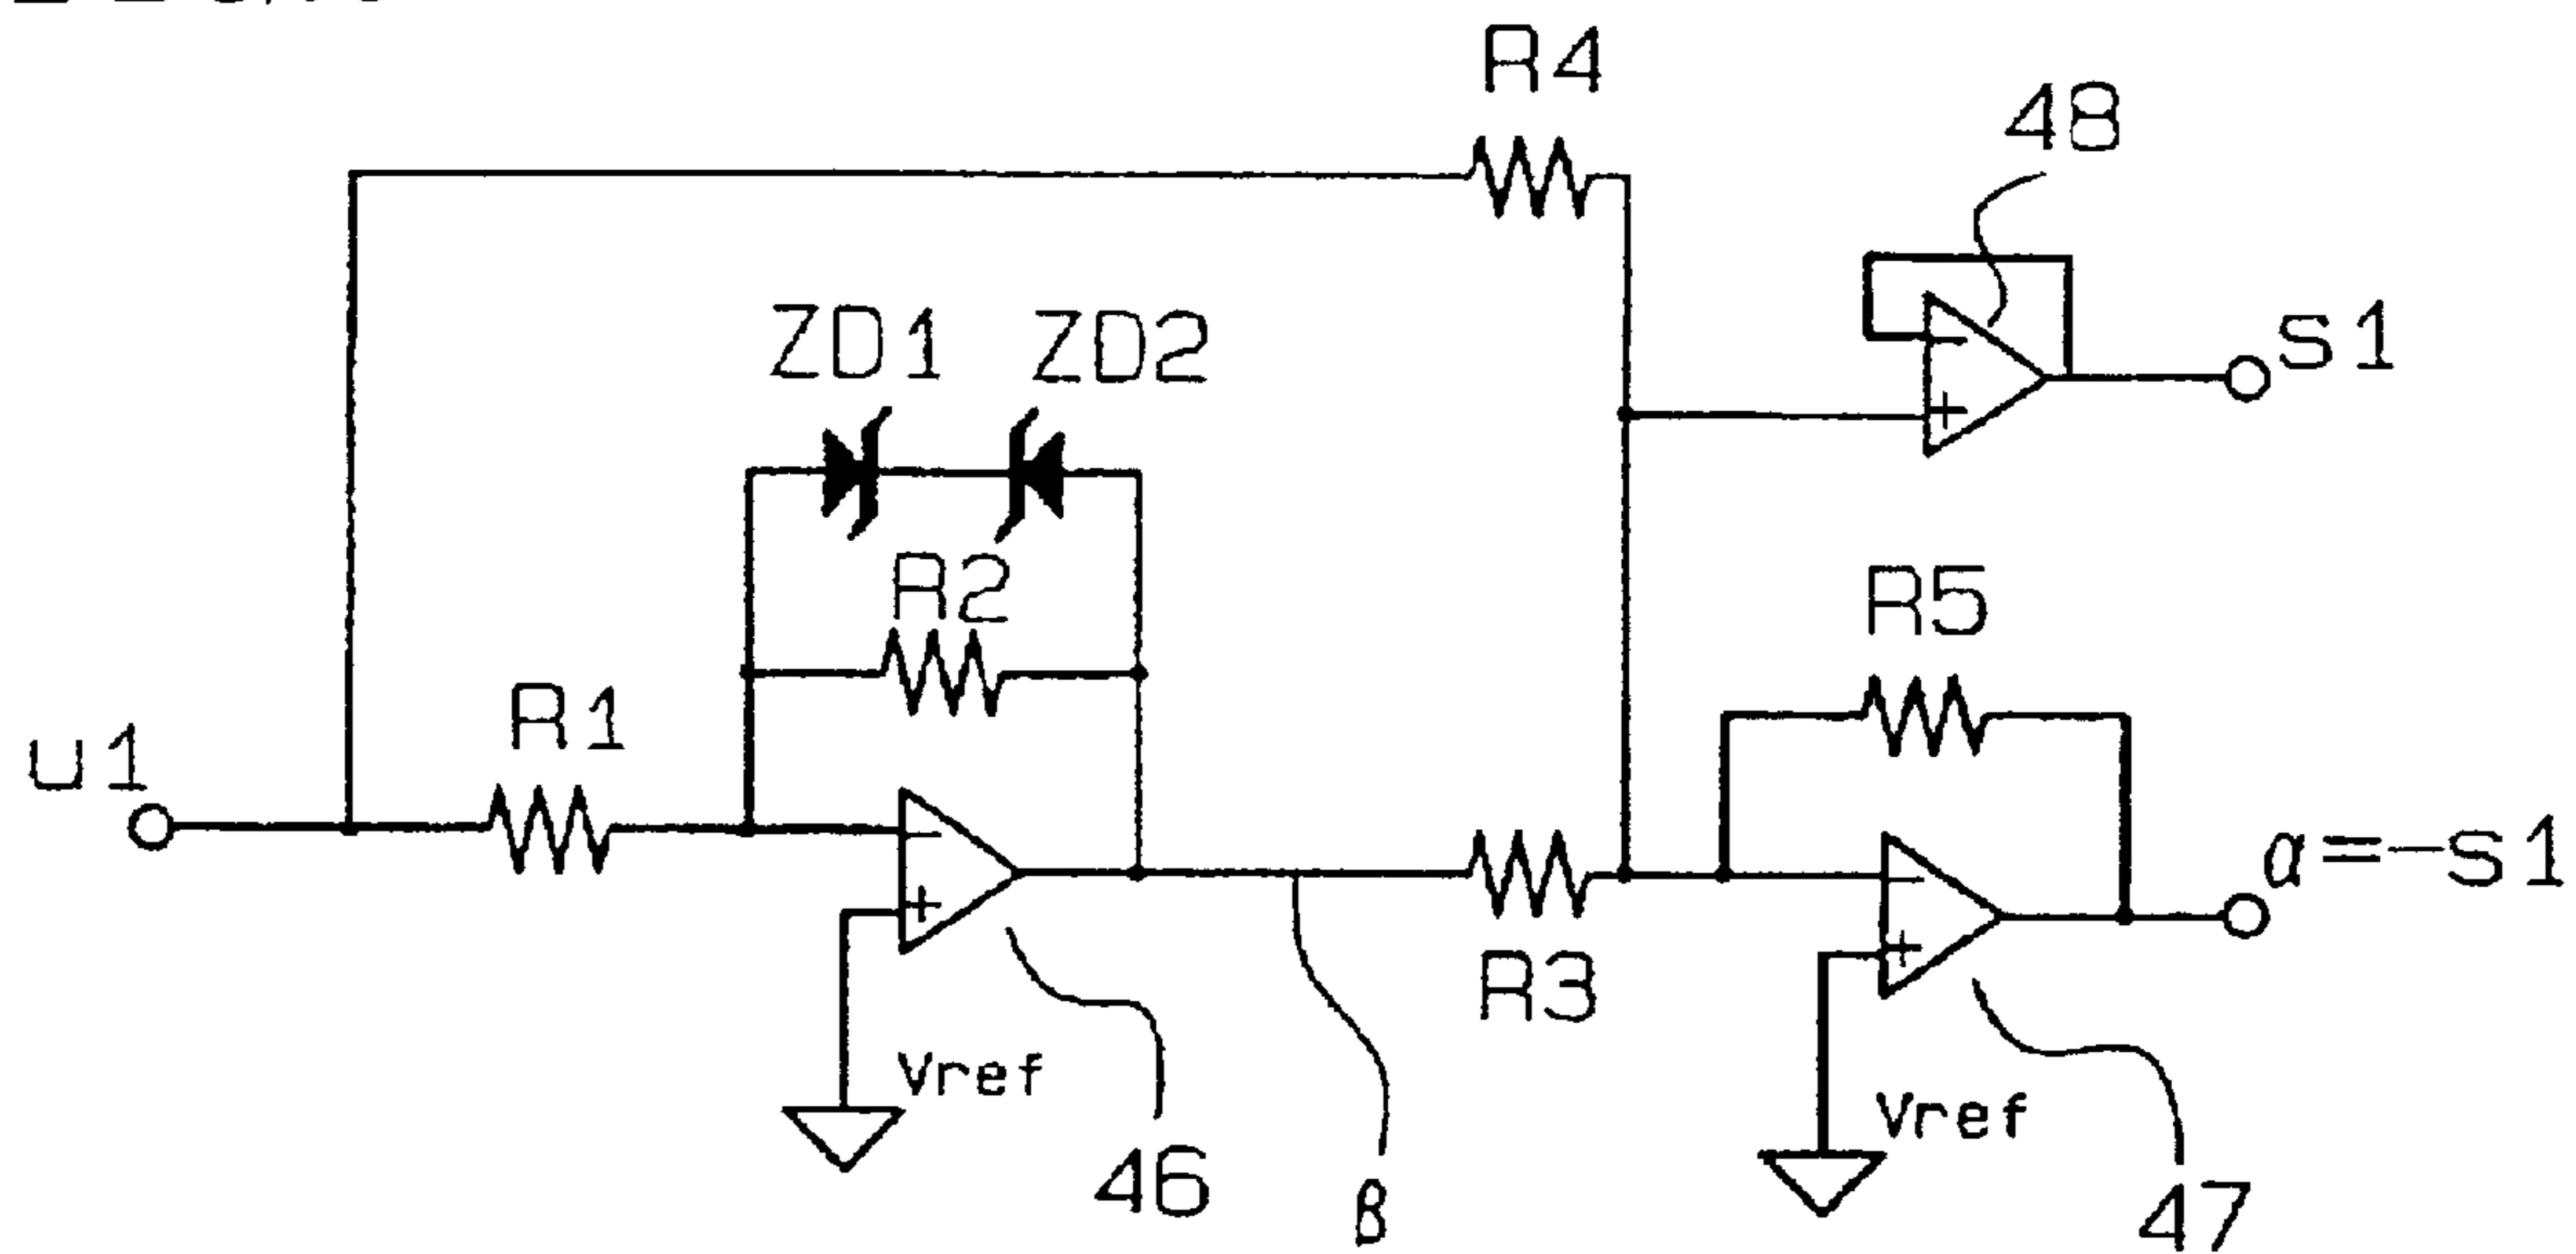 R4
48
ZD1 ZD2
S1
R2
R5
R1
u1
α=-S1
R3
Vref
Vref
46
β
47